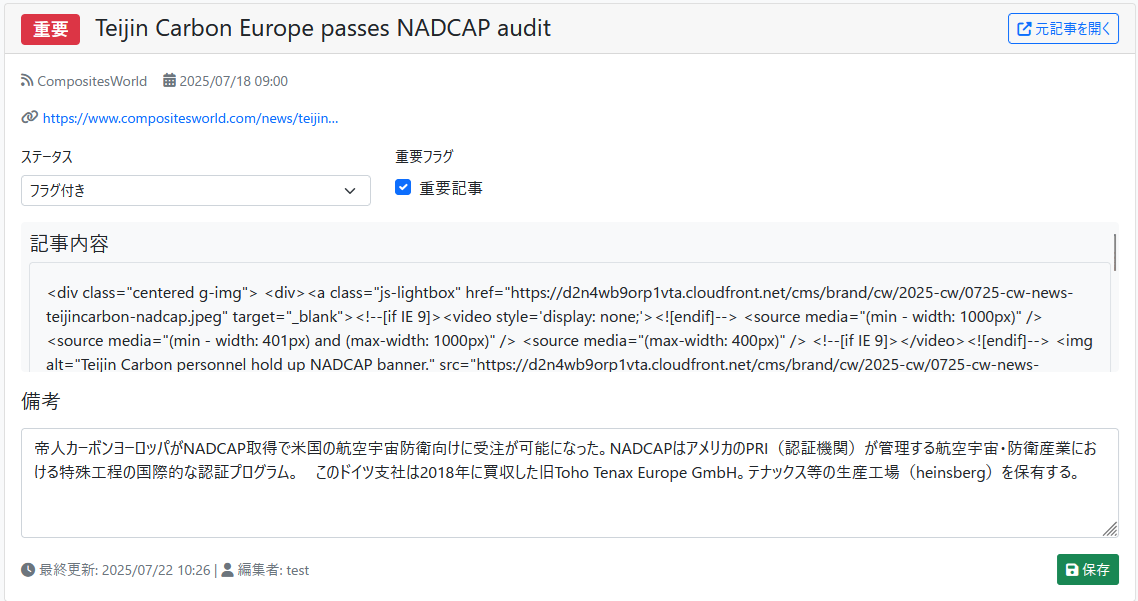 重要 Teijin Carbon Europe passes NADCAP audit 元記事を開く
CompositesWorld 2025/07/18 09:00
https://www.compositesworld.com/news/teijin...
ステータス 重要フラグ
フラグ付き 重要記事
記事内容
<div class="centered g-img"> <div><a class="js-lightbox" href="https://d2n4wb9orp1vta.cloudfront.net/cms/brand/cw/2025-cw/0725-cw-news-
teijincarbon-nadcap.jpeg" target="_blank"><!--[if IE 9]><video style='display: none;'><![endif]--> <source media="(min - width: 1000px)" />
<source media="(min - width: 401px) and (max-width: 1000px)" /> <source media="(max-width: 400px)" /> <!--[if IE 9]></video><![endif]--> <img
alt="Teijin Carbon personnel hold up NADCAP banner." src="https://d2n4wb9orp1vta.cloudfront.net/cms/brand/cw/2025-cw/0725-cw-news-
備考
帝人カーボンヨーロッパがNADCAP取得で米国の航空宇宙防衛向けに受注が可能になった。NADCAPはアメリカのPRI（認証機関）が管理する航空宇宙・防衛産業にお
ける特殊工程の国際的な認証プログラム。　このドイツ支社は2018年に買収した旧Toho Tenax Europe GmbH。テナックス等の生産工場（heinsberg）を保有する。
最終更新: 2025/07/22 10:26 | 編集者: test 保存